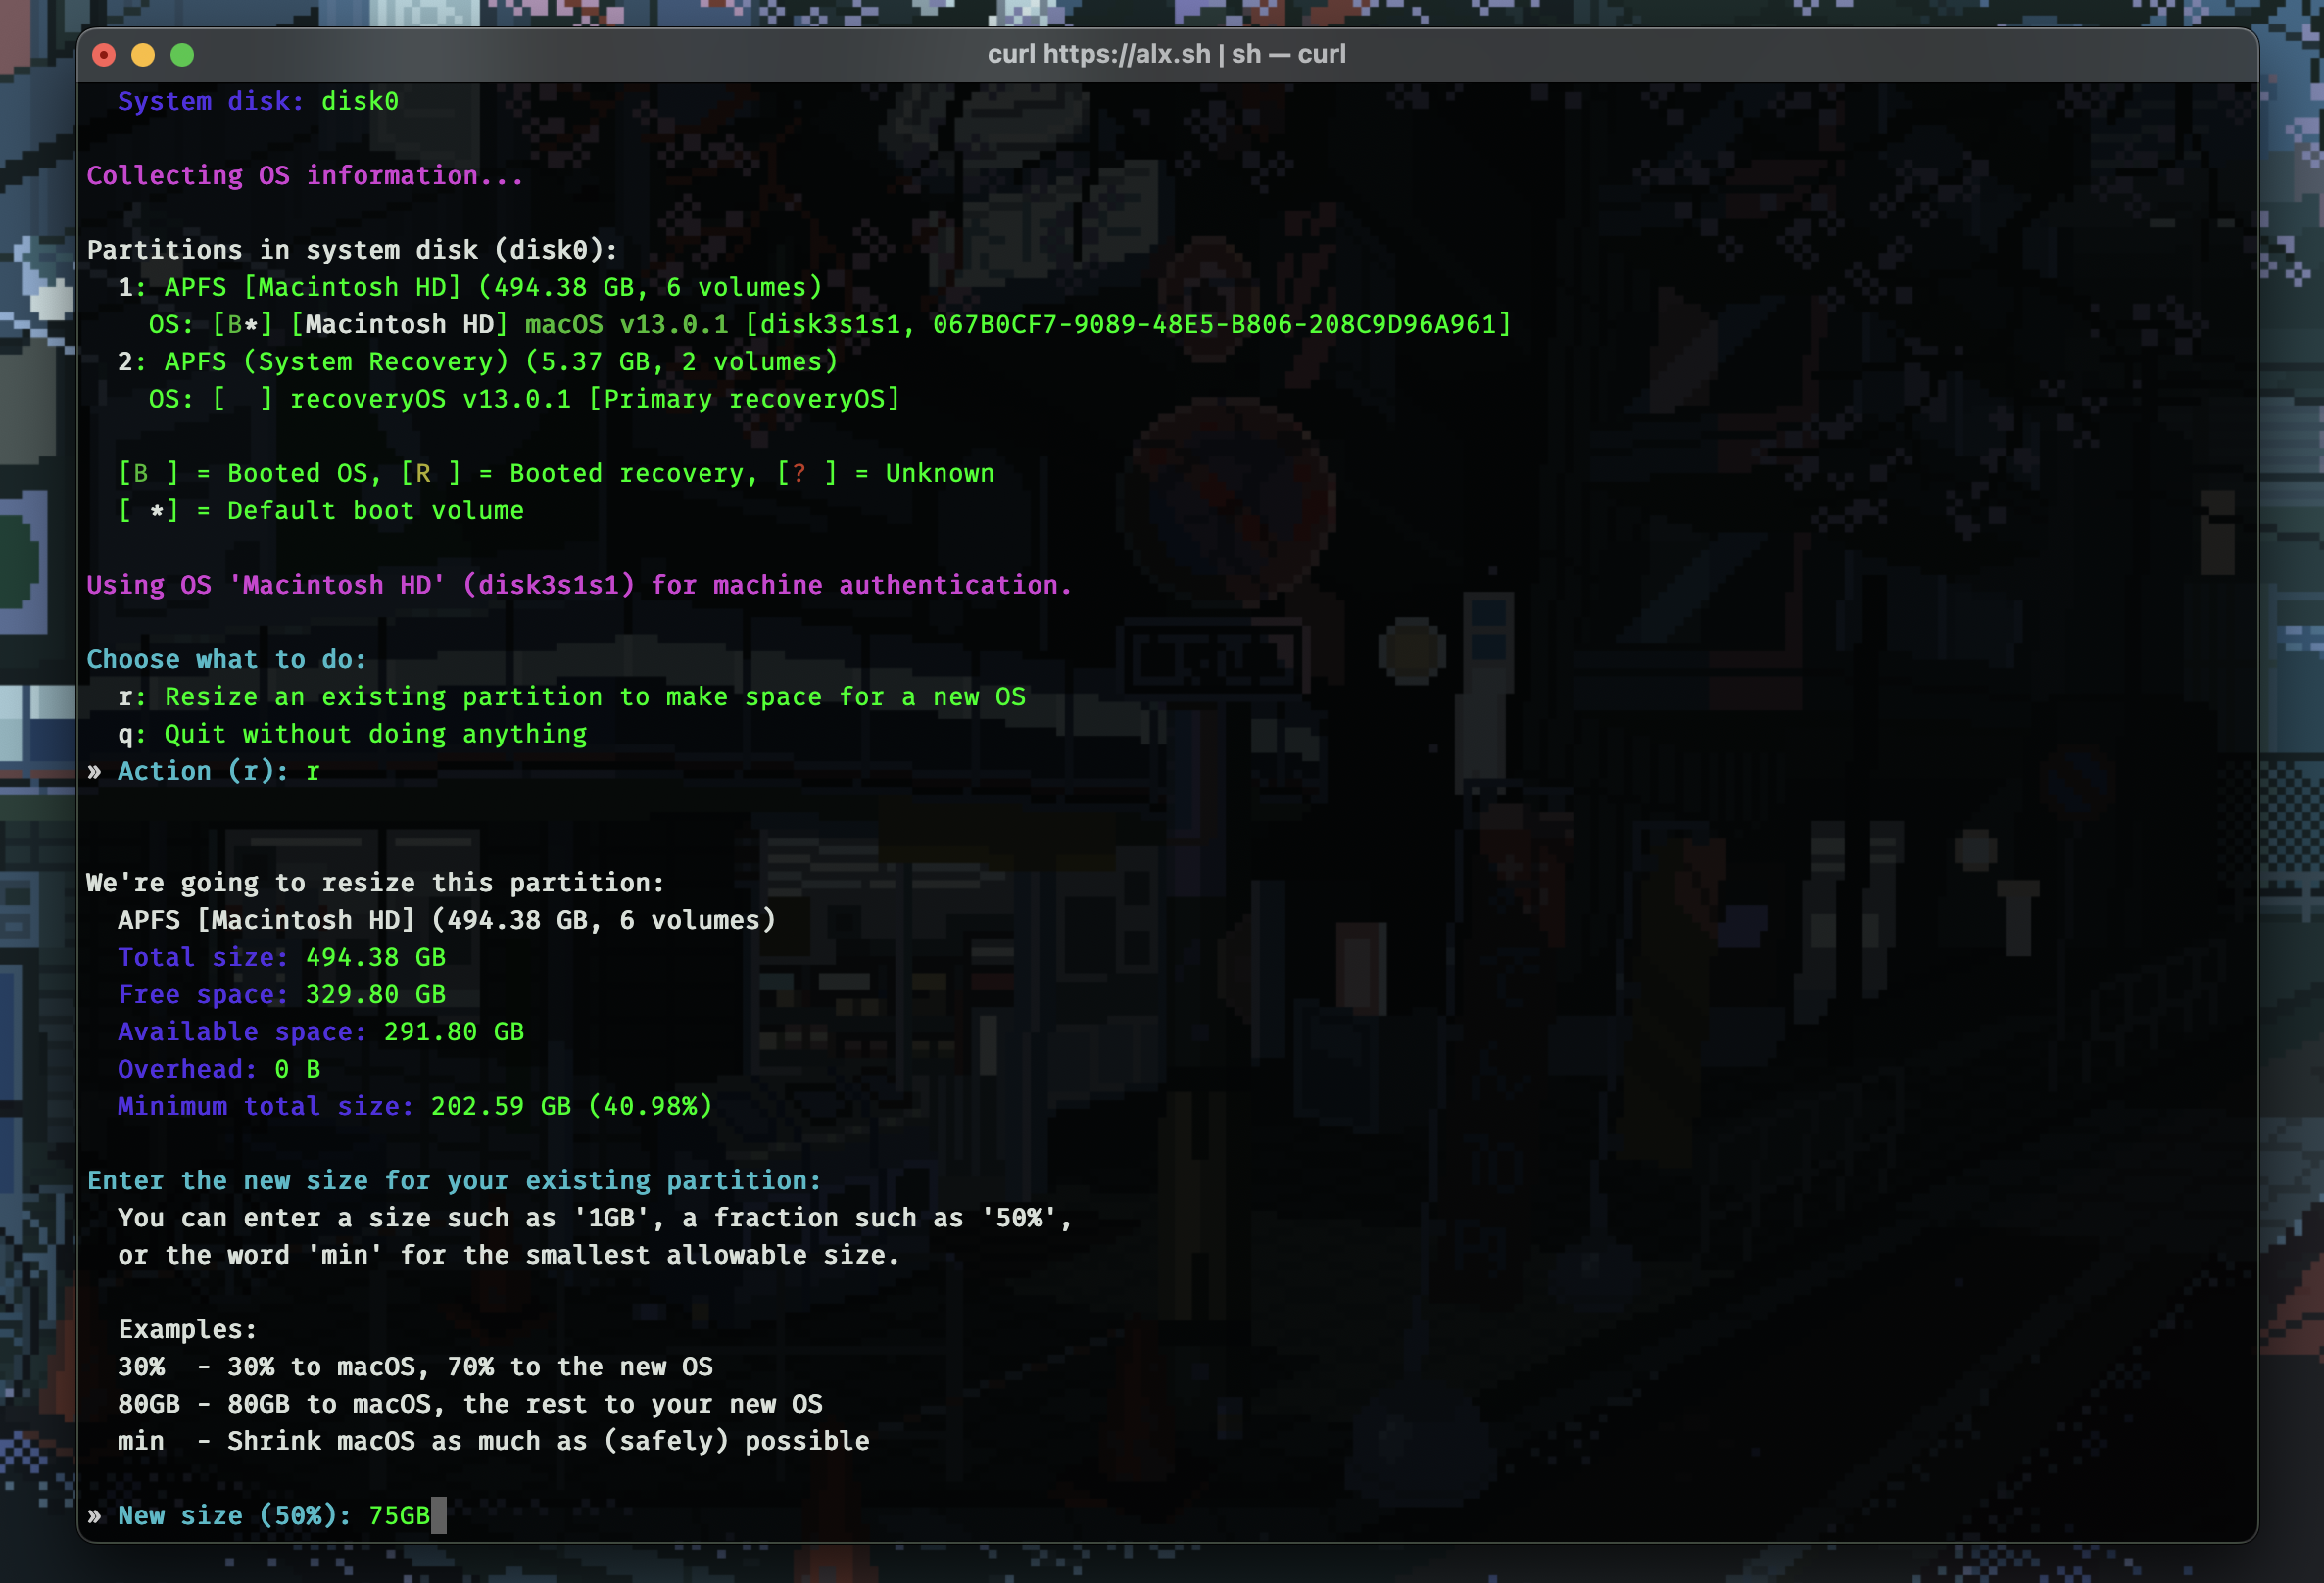 curl https://alx.sh | sh — curl
System disk: disk0
Collecting OS information...
Partitions in system disk (disk0):
1: APFS [Macintosh HD] (494.38 GB, 6 volumes)
OS: [B*] [Macintosh HD] macOS v13.0.1 [disk3s1s1, 067B0CF7-9089-48E5-B806-208C9D96A961]
2: APFS (System Recovery) (5.37 GB, 2 volumes)
OS: [  ] recoveryOS v13.0.1 [Primary recoveryOS]
[B ] = Booted OS, [R ] = Booted recovery, [? ] = Unknown
[ *] = Default boot volume
Using OS 'Macintosh HD' (disk3s1s1) for machine authentication.
Choose what to do:
r: Resize an existing partition to make space for a new OS
q: Quit without doing anything
» Action (r): r
We're going to resize this partition:
APFS [Macintosh HD] (494.38 GB, 6 volumes)
Total size: 494.38 GB
Free space: 329.80 GB
Available space: 291.80 GB
Overhead: 0 B
Minimum total size: 202.59 GB (40.98%)
Enter the new size for your existing partition:
You can enter a size such as '1GB', a fraction such as '50%',
or the word 'min' for the smallest allowable size.
Examples:
30%  - 30% to macOS, 70% to the new OS
80GB - 80GB to macOS, the rest to your new OS
min  - Shrink macOS as much as (safely) possible
» New size (50%): 75GB